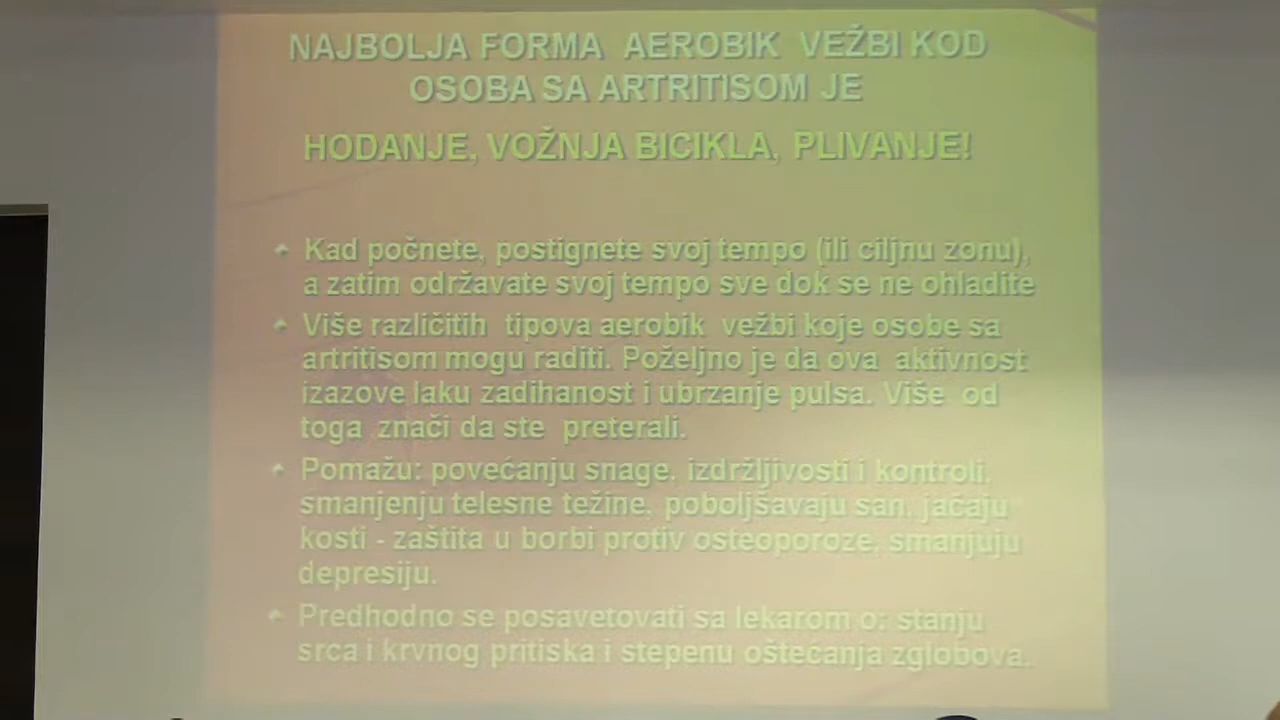 NAJBOLJA FORMA AEROBIK VEŽBI KOD
OSOBA SA ARTRITISOM JE
HODANJE, VOŽNJA BICIKLA, PLIVANJE!
Kad počnete, postignete svoj tempo (ili ciljnu zonu),
a zatim održavate svoj tempo sve dok se ne ohladite
Više različitih tipova aerobik vežbi koje osobe sa
artritisom mogu raditi. Poželjno je da ova aktivnost
izazove laku zadihanost i ubrzanje pulsa. Više od
toga znači da ste preterali.
Pomažu: povećanju snage, izdržljivosti i kontroli,
smanjenju telesne težine, poboljšavaju san, jačaju
kosti - zaštita u borbi protiv osteoporoze, smanjuju
depresiju.
Predhodno se posavetovati sa lekarom o: stanju
srca i krvnog pritiska i stepenu oštećanja zglobova.